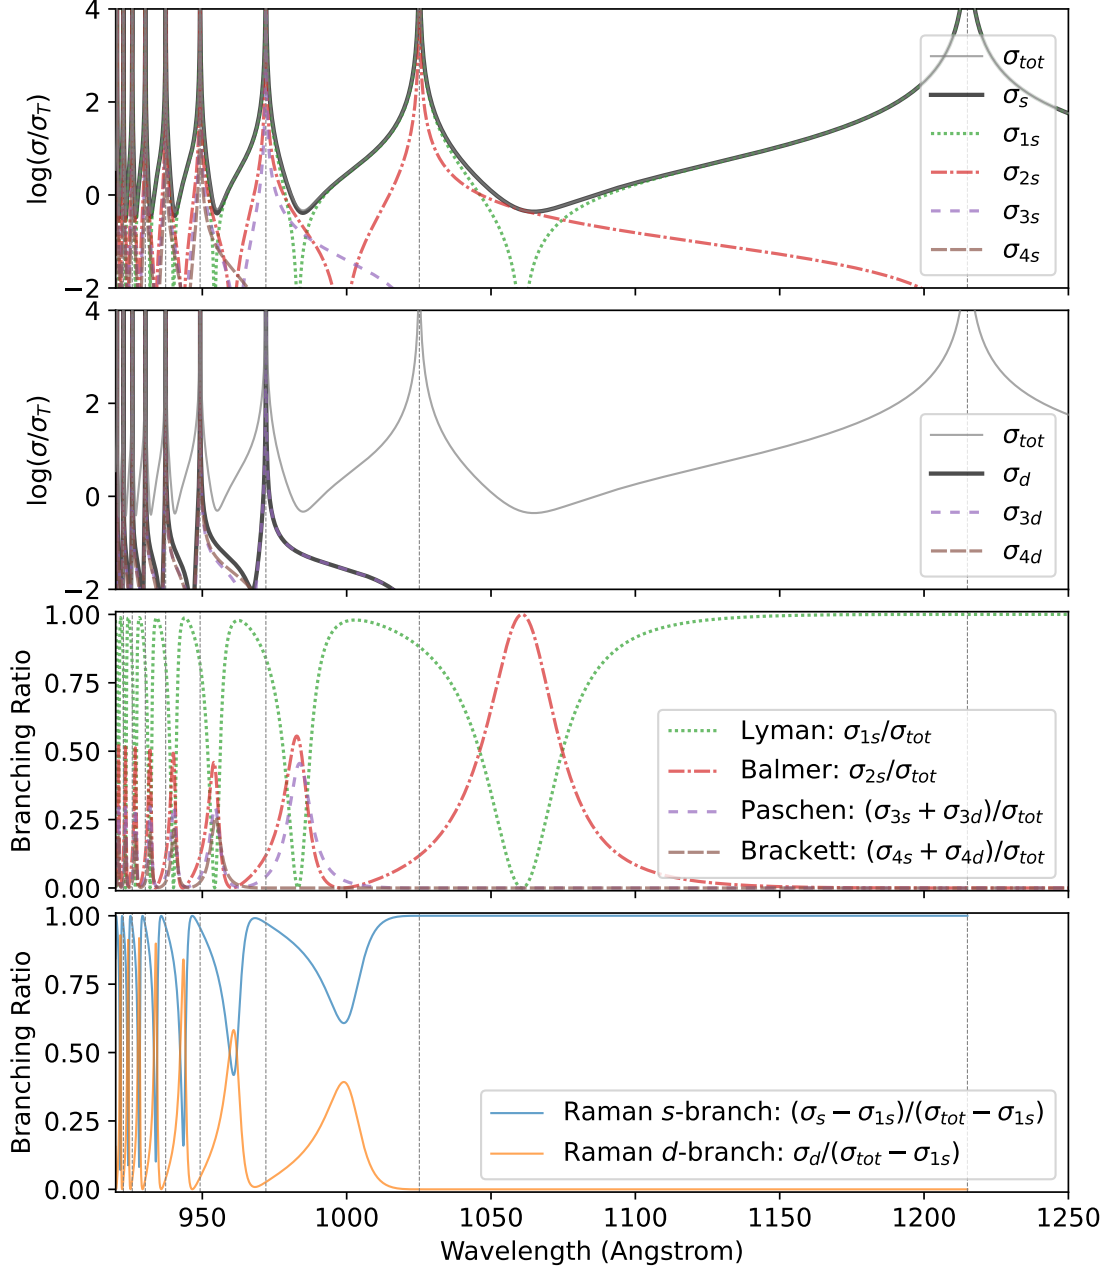 4
2
0
−2
log(σ/σT)
σtot
σs
σ1s
σ2s
σ3s
σ4s
4
2
0
−2
log(σ/σT)
σtot
σd
σ3d
σ4d
1.00
0.75
0.50
0.25
0.00
Branching Ratio
Lyman: σ1s/σtot
Balmer: σ2s/σtot
Paschen: (σ3s + σ3d)/σtot
Brackett: (σ4s + σ4d)/σtot
1.00
0.75
0.50
0.25
0.00
Branching Ratio
Raman s-branch: (σs − σ1s)/(σtot − σ1s)
Raman d-branch: σd/(σtot − σ1s)
950 1000 1050 1100 1150 1200 1250
Wavelength (Angstrom)